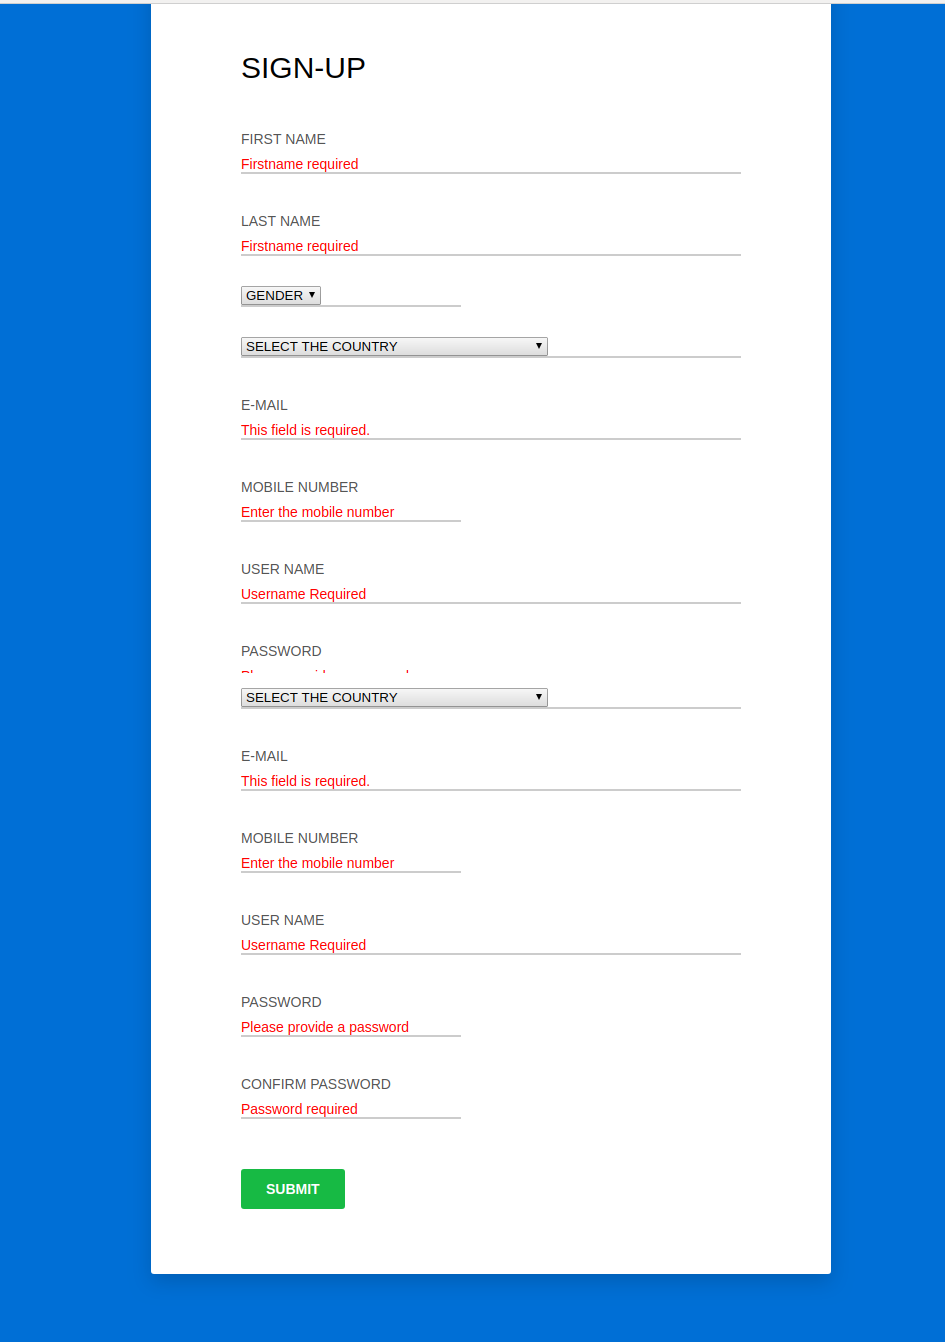 SIGN-UP
FIRST NAME
Firstname required
LAST NAME
Firstname required
GENDER
SELECT THE COUNTRY
E-MAIL
This field is required.
MOBILE NUMBER
Enter the mobile number
USER NAME
Username Required
PASSWORD
SELECT THE COUNTRY
E-MAIL
This field is required.
MOBILE NUMBER
Enter the mobile number
USER NAME
Username Required
PASSWORD
Please provide a password
CONFIRM PASSWORD
Password required
SUBMIT